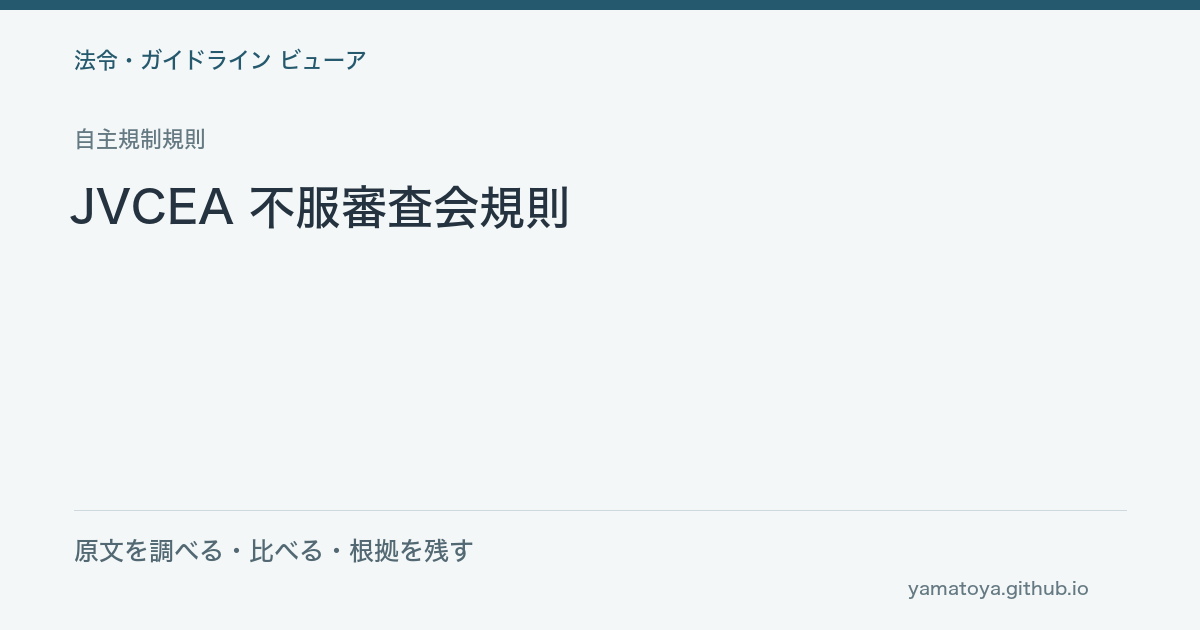 法令・ガイドライン ビューア
自主規制規則
JVCEA 不服審査会規則
原文を調べる・比べる・根拠を残す
yamatoya.github.io